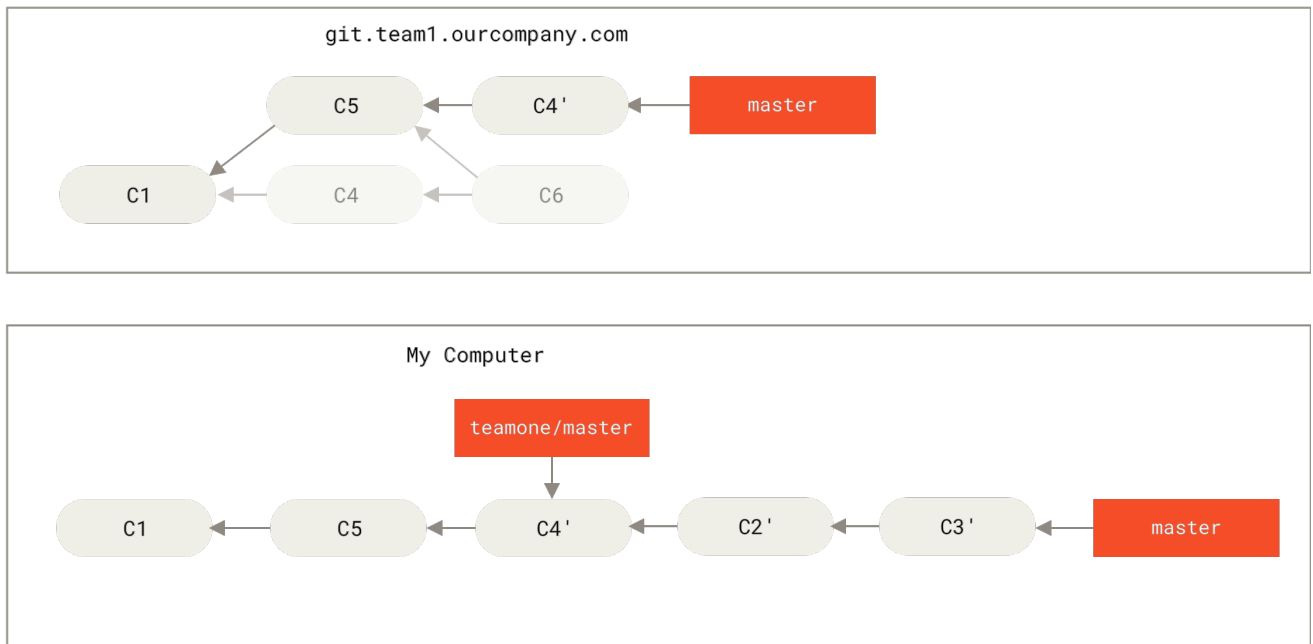 git.team1.ourcompany.com
C5
C4'
master
C1
C4
C6
My Computer
teamone/master
C1
C5
C4'
C2'
C3'
master